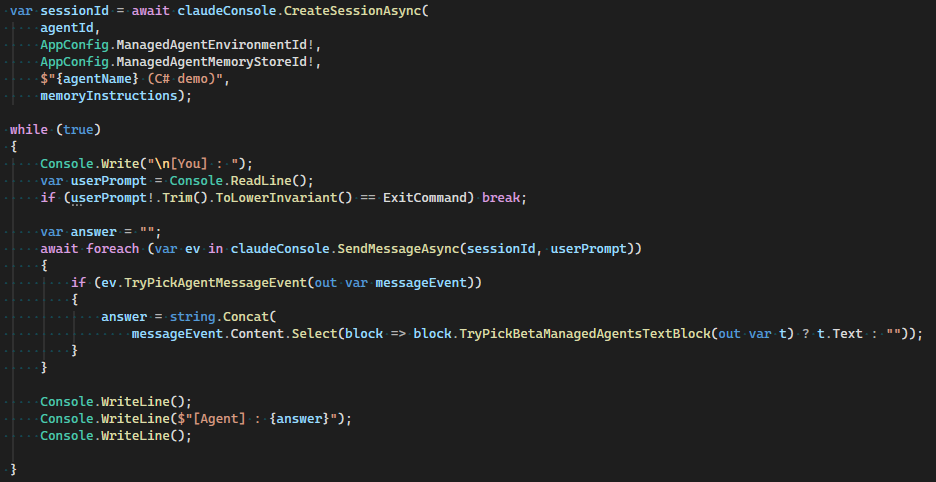 var sessionId = await claudeConsole.CreateSessionAsync(
    agentId,
    AppConfig.ManagedAgentEnvironmentId!,
    AppConfig.ManagedAgentMemoryStoreId!,
    $"{agentName} (C# demo)",
    memoryInstructions);

while (true)
{
    Console.Write("\n[You] : ");
    var userPrompt = Console.ReadLine();
    if (userPrompt!.Trim().ToLowerInvariant() == ExitCommand) break;

    var answer = "";
    await foreach (var ev in claudeConsole.SendMessageAsync(sessionId, userPrompt))
    {
        if (ev.TryPickAgentMessageEvent(out var messageEvent))
        {
            answer = string.Concat(
                messageEvent.Content.Select(block => block.TryPickBetaManagedAgentsTextBlock(out var t) ? t.Text : ""));
        }
    }

    Console.WriteLine();
    Console.WriteLine($"[Agent] : {answer}");
    Console.WriteLine();

}